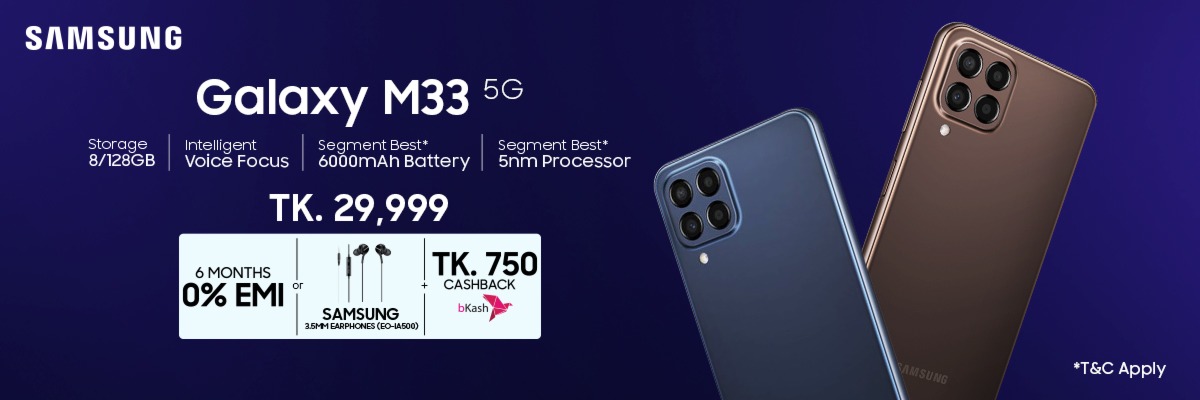 SAMSUNG
Galaxy M33 5G
Storage
8/128GB
Intelligent
Voice Focus
Segment Best*
6000mAh Battery
Segment Best*
5nm Processor
TK. 29,999
6 MONTHS
0% EMI
or
SAMSUNG
3.5MM EARPHONES (EO-IA500)
+
TK. 750
CASHBACK
bKash
SAMSUNG
*T&C Apply